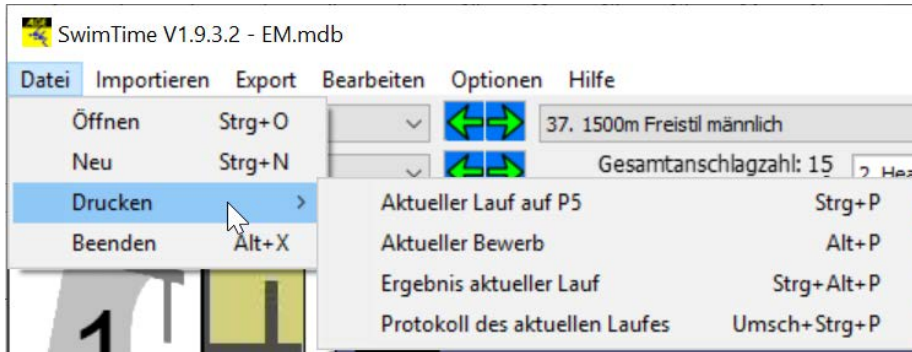 SwimTime V1.9.3.2 - EM.mdb
Datei Importieren Export Bearbeiten Optionen Hilfe
Öffnen Strg+O
37. 1500m Freistil männlich
Neu Strg+N
Gesamtanschlagzahl: 15
2. Hea
Drucken >
Aktueller Lauf auf P5 Strg+P
Beenden Alt+X
Aktueller Bewerb Alt+P
Ergebnis aktueller Lauf Strg+Alt+P
Protokoll des aktuellen Laufes Umsch+Strg+P
1